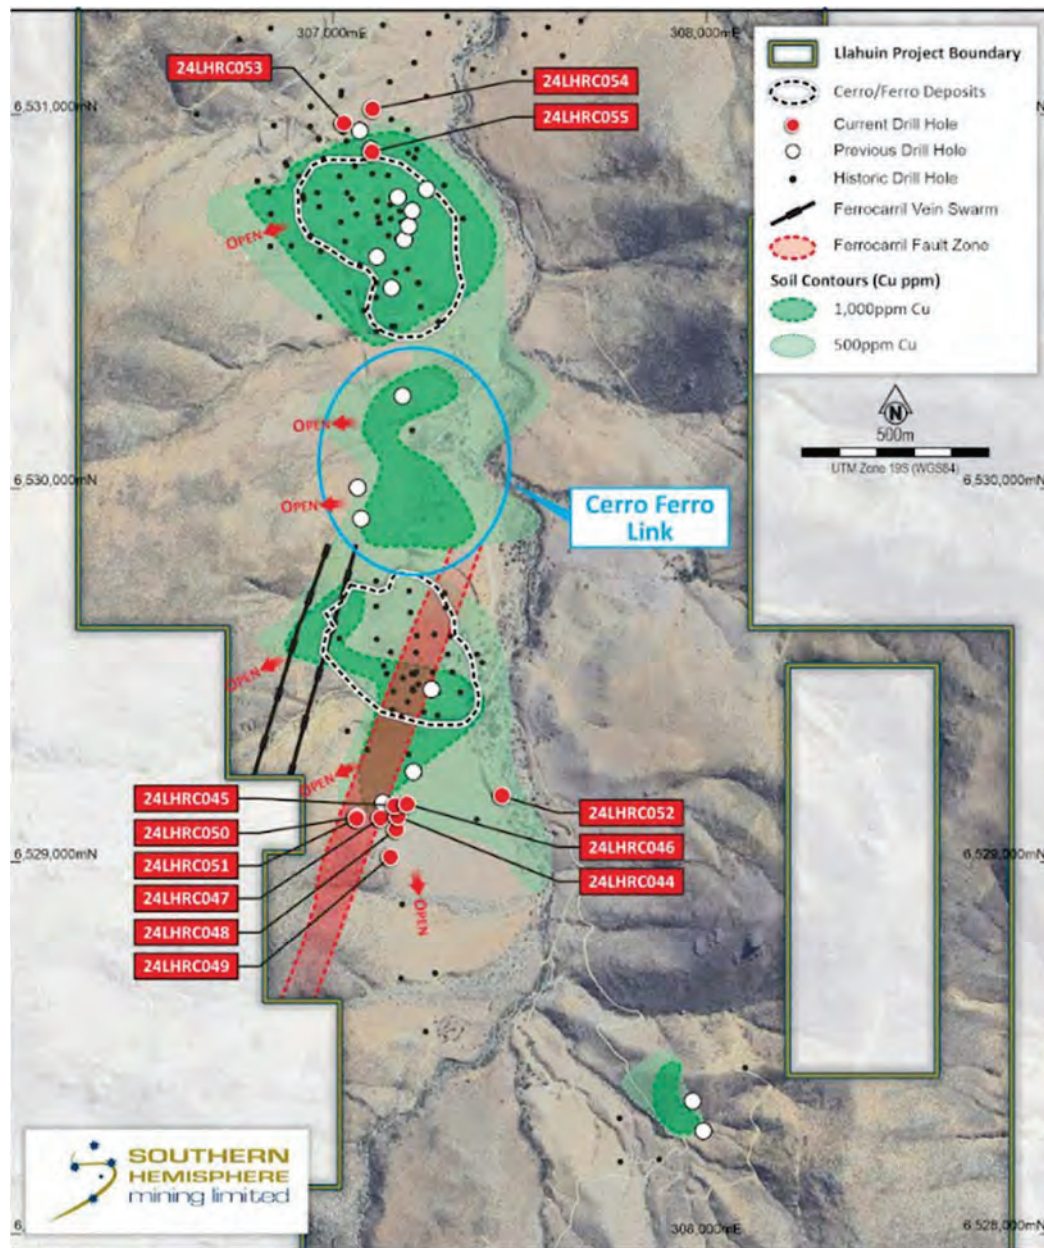 307,000mE
308,000mE
24LHRC053
24LHRC054
24LHRC055
6,531,000mN
Llahuin Project Boundary
Cerro/Ferro Deposits
Current Drill Hole
Previous Drill Hole
Historic Drill Hole
Ferrocarril Vein Swarm
Ferrocarril Fault Zone
Soil Contours (Cu ppm)
1,000ppm Cu
500ppm Cu
OPEN
N
500m
UTM Zone 19S (WGS84)
OPEN
OPEN
6,530,000mN
6,530,000mN
Cerro Ferro
Link
OPEN
OPEN
24LHRC045
24LHRC050
24LHRC051
24LHRC047
24LHRC048
24LHRC049
24LHRC052
24LHRC046
24LHRC044
6,529,000mN
6,529,000mN
OPEN
SOUTHERN
HEMISPHERE
mining limited
308,000mE
6,528,000mN